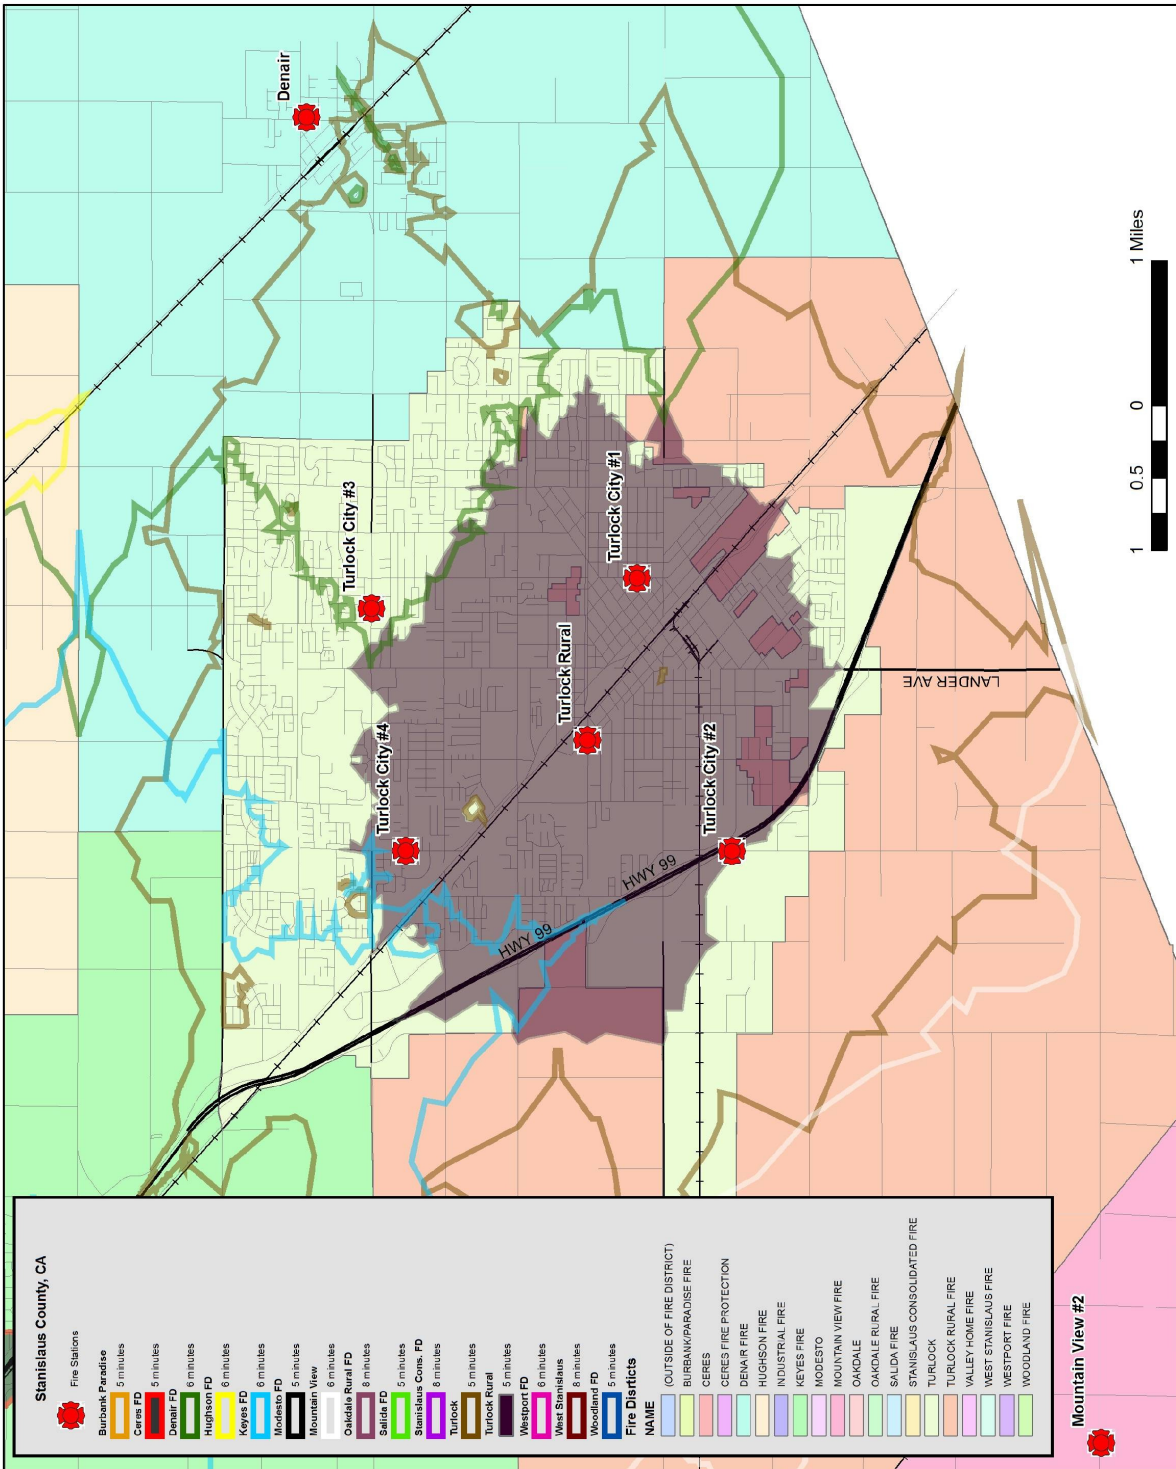 Denair
Turlock City #3
Turlock City #1
Turlock Rural
Turlock City #4
Turlock City #2
HWY 99
HWY 99
LANDER AVE
Mountain View #2
1 0.5 0 1 Miles
Stanislaus County, CA
Fire Stations
Burbank Paradise
5 minutes
Ceres FD
5 minutes
Denair FD
6 minutes
Hughson FD
6 minutes
Keyes FD
6 minutes
Modesto FD
5 minutes
Mountain View
6 minutes
Oakdale Rural FD
8 minutes
Salida FD
5 minutes
Stanislaus Cons. FD
8 minutes
Turlock
5 minutes
Turlock Rural
5 minutes
Westport FD
6 minutes
West Stanislaus
8 minutes
Woodland FD
5 minutes
Fire Disrticts
NAME
(OUTSIDE OF FIRE DISTRICT)
BURBANK/PARADISE FIRE
CERES
CERES FIRE PROTECTION
DENAIR FIRE
HUGHSON FIRE
INDUSTRIAL FIRE
KEYES FIRE
MODESTO
MOUNTAIN VIEW FIRE
OAKDALE
OAKDALE RURAL FIRE
SALIDA FIRE
STANISLAUS CONSOLIDATED FIRE
TURLOCK
TURLOCK RURAL FIRE
VALLEY HOME FIRE
WEST STANISLAUS FIRE
WESTPORT FIRE
WOODLAND FIRE